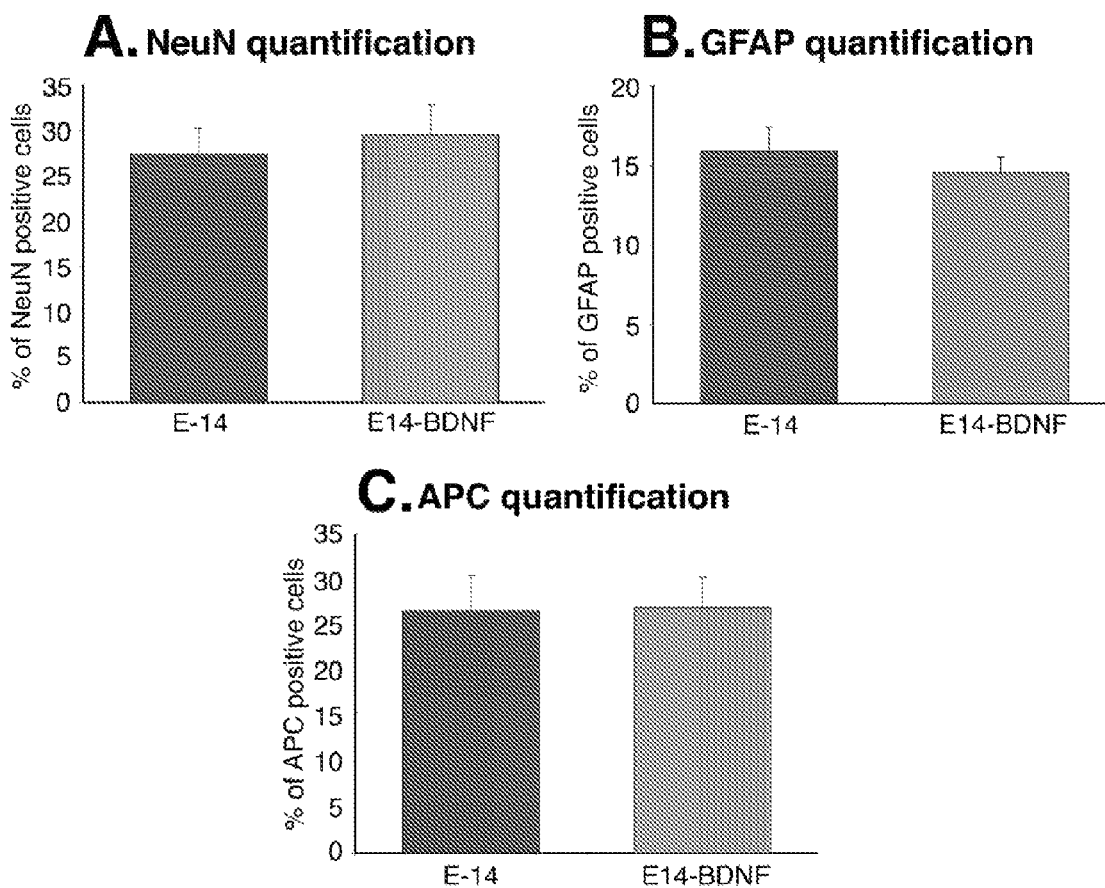 A. NeuN quantification
% of NeuN positive cells
35
30
25
20
15
10
5
0
E-14
E14-BDNF
B. GFAP quantification
% of GFAP positive cells
20
15
10
5
0
E-14
E14-BDNF
C. APC quantification
% of APC positive cells
35
30
25
20
15
10
5
0
E-14
E14-BDNF